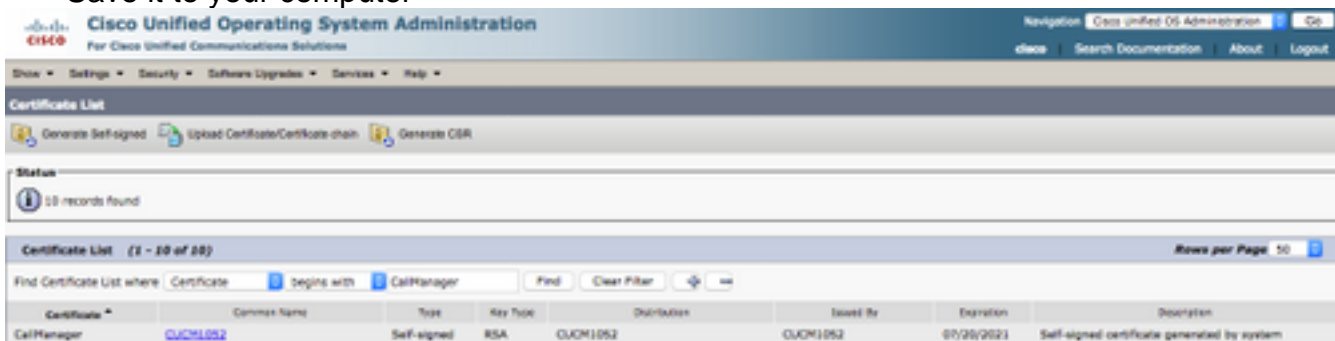 Save it to your computer
Cisco Unified Operating System Administration
For Cisco Unified Communications Solutions
CISCO
Navigation Cisco Unified OS Administration Go
cisco | Search Documentation | About | Logout
Show Settings Security Software Upgrades Services Help
Certificate List
Generate Self-signed Upload Certificate/Certificate chain Generate CSR
Status
10 records found
Certificate List (1 - 10 of 10) Rows per Page 50
Find Certificate List where Certificate begins with CallManager Find Clear Filter
Certificate Common Name Type Key Type Distribution Issued By Expiration Description
CallManager CUCM1052 Self-signed RSA CUCM1052 CUCM1052 07/20/2021 Self-signed certificate generated by system